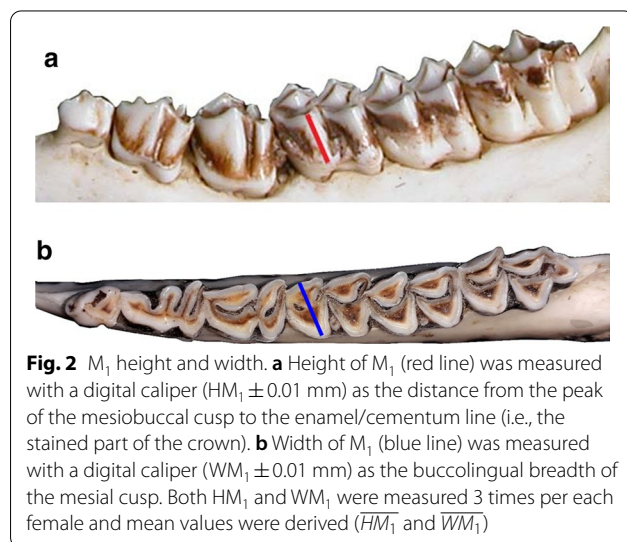 a
b
Fig. 2 M₁ height and width. a Height of M₁ (red line) was measured
with a digital caliper (HM₁ ± 0.01 mm) as the distance from the peak
of the mesiobuccal cusp to the enamel/cementum line (i.e., the
stained part of the crown). b Width of M₁ (blue line) was measured
with a digital caliper (WM₁ ± 0.01 mm) as the buccolingual breadth of
the mesial cusp. Both HM₁ and WM₁ were measured 3 times per each
female and mean values were derived (H̅M̅₁̅ and W̅M̅₁̅)